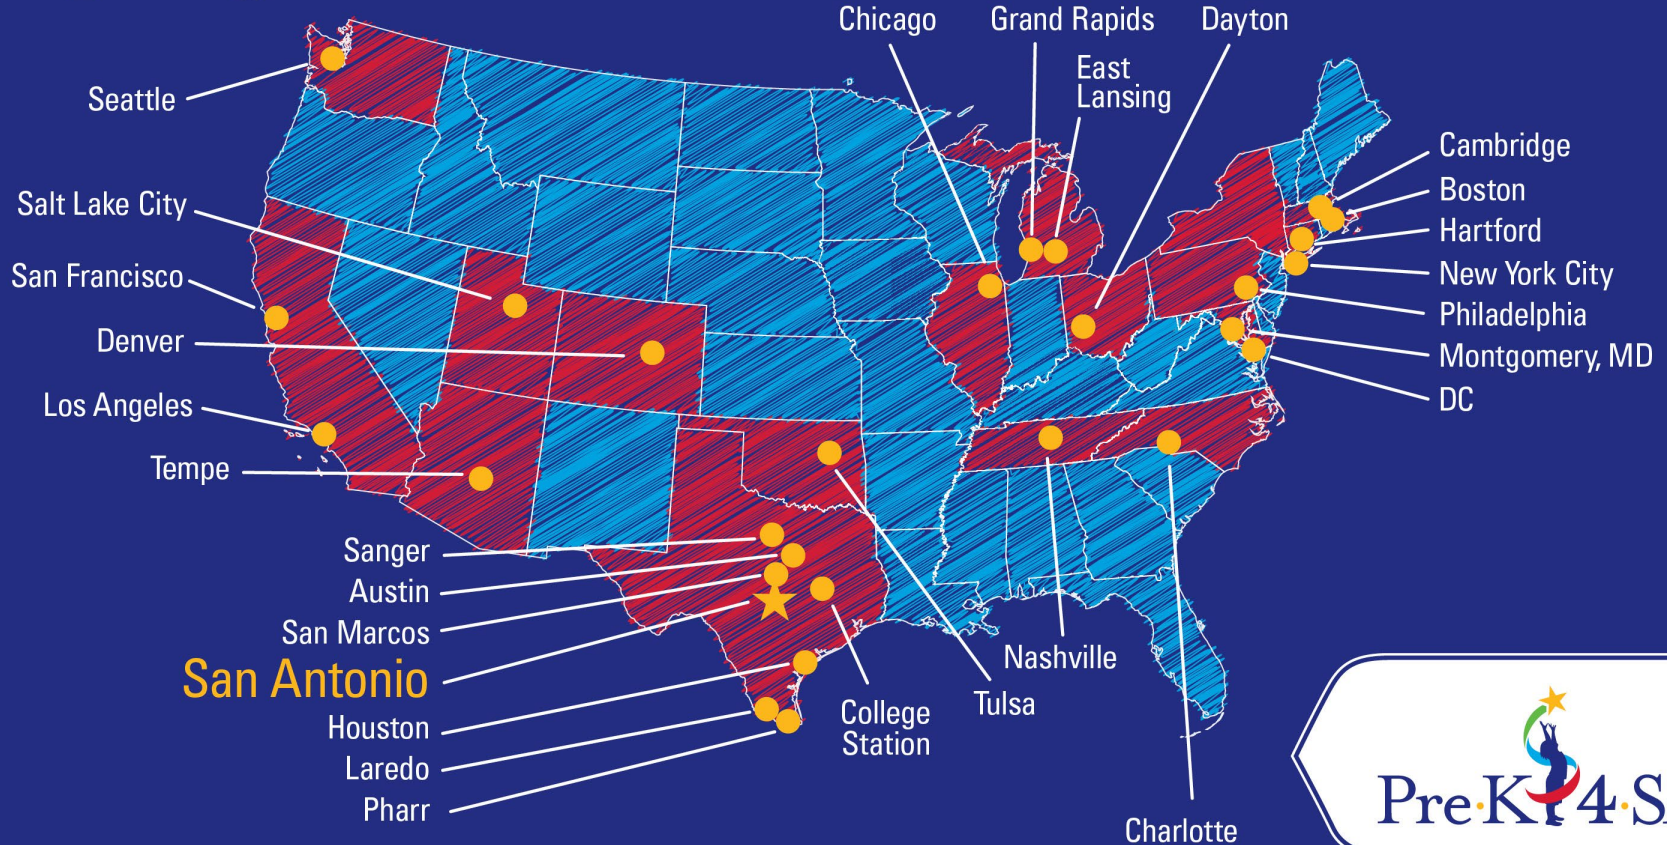 Chicago
Grand Rapids
Dayton
East
Lansing
Seattle
Cambridge
Boston
Salt Lake City
Hartford
San Francisco
New York City
Philadelphia
Denver
Montgomery, MD
DC
Los Angeles
Tempe
Sanger
Austin
San Marcos
San Antonio
Houston
Laredo
Pharr
College
Station
Tulsa
Nashville
Charlotte
Pre·K 4·S